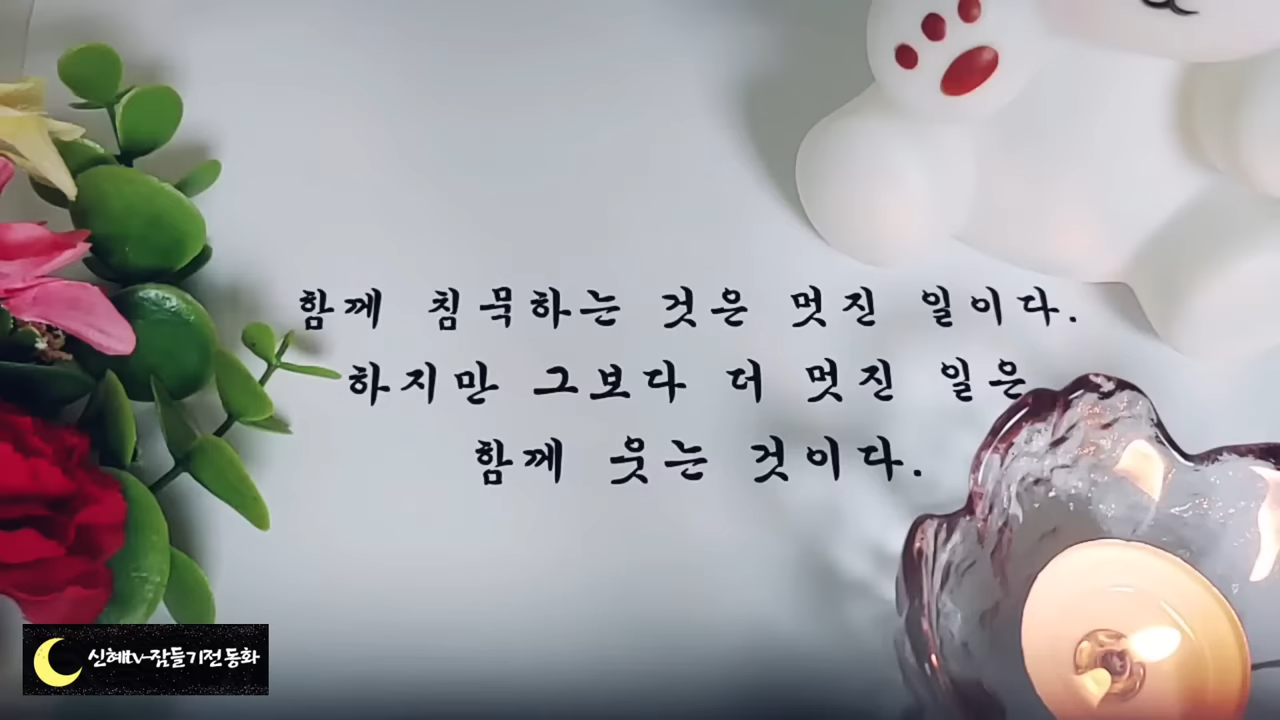 함께 침묵하는 것은 멋진 일이다.
하지만 그보다 더 멋진 일은
함께 웃는 것이다.
신혜tv-잠들기전 동화